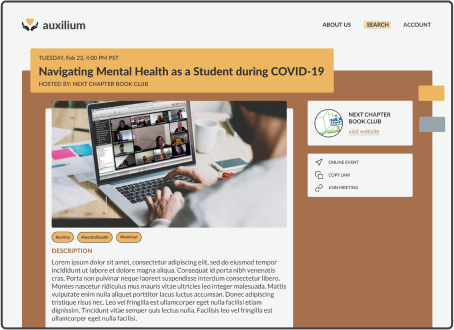 auxilium
ABOUT US
SEARCH
ACCOUNT
TUESDAY, Feb 23, 4:00 PM PST
Navigating Mental Health as a Student during COVID-19
HOSTED BY: NEXT CHAPTER BOOK CLUB
NEXT CHAPTER
BOOK CLUB
visit website
ONLINE EVENT
COPY LINK
JOIN MEETING
#online
#mentalhealth
#seminar
DESCRIPTION
Lorem ipsum dolor sit amet, consectetur adipiscing elit, sed do eiusmod tempor
incididunt ut labore et dolore magna aliqua. Consequat id porta nibh venenatis
cras. Porta non pulvinar neque laoreet suspendisse interdum consectetur libero.
Montes nascetur ridiculus mus mauris vitae ultricies leo integer malesuada. Mattis
vulputate enim nulla aliquet porttitor lacus luctus accumsan. Donec adipiscing
tristique risus nec. Leo vel fringilla est ullamcorper eget nulla facilisi etiam
dignissim. Tincidunt vitae semper quis lectus nulla. Facilisis leo vel fringilla est
ullamcorper eget nulla facilisi.